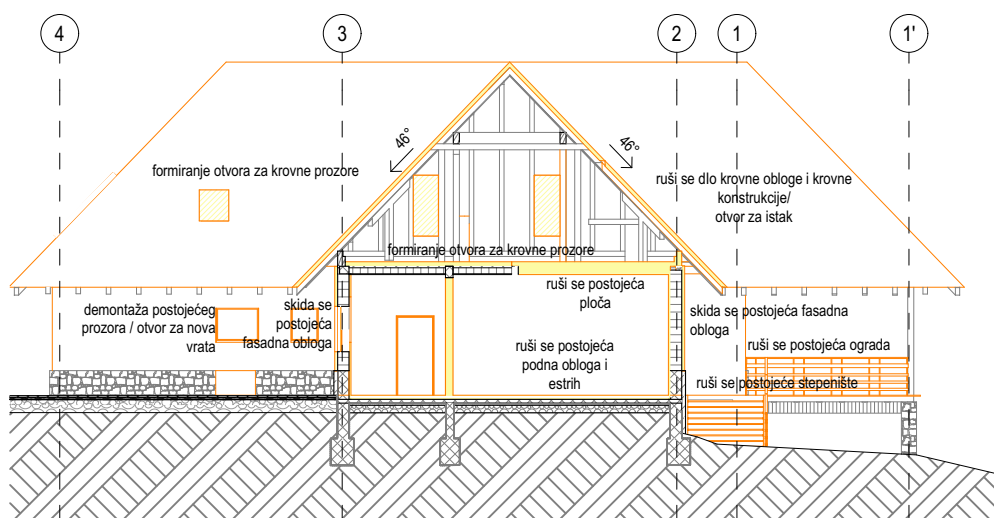 4
3
2
1
1'
46°
46°
formiranje otvora za krovne prozore
ruši se dlo krovne obloge i krovne
konstrukcije/
otvor za istak
formiranje otvora za krovne prozore
ruši se postojeća
ploča
demontaža postojećeg
prozora / otvor za nova
vrata
skida se
postojeća
fasadna obloga
skida se postojeća fasadna
obloga
ruši se postojeća
podna obloga i
estrih
ruši se postojeća ograda
ruši se postojeće stepenište